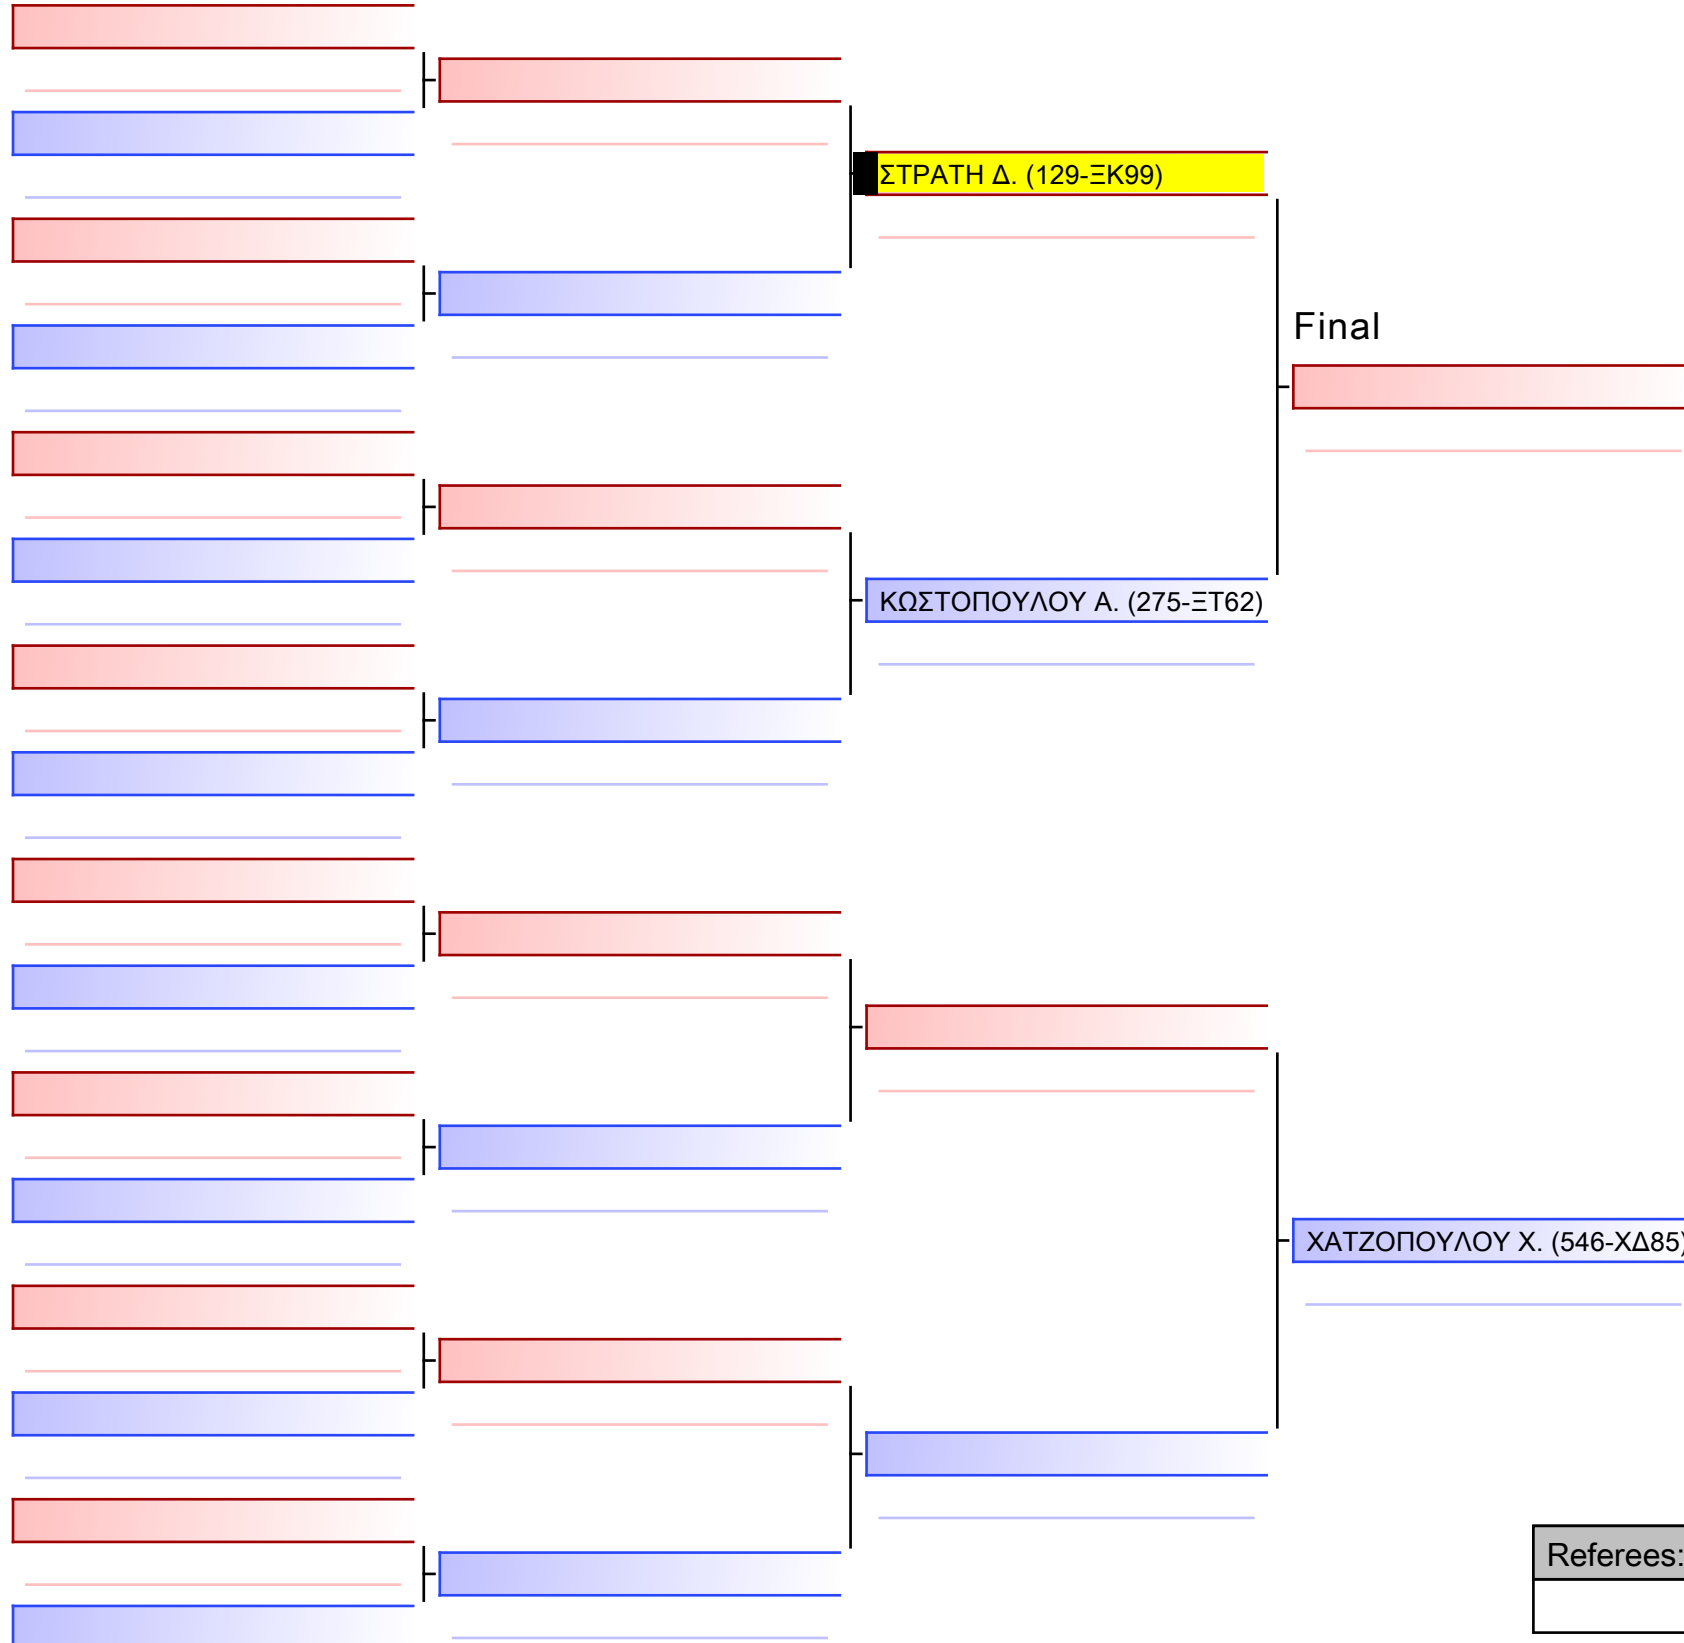 ΣΤΡΑΤΗ Δ. (129-ΞΚ99)
Final
ΚΩΣΤΟΠΟΥΛΟΥ Α. (275-ΞΤ62)
ΧΑΤΖΟΠΟΥΛΟΥ Χ. (546-ΧΔ85)
Referees: